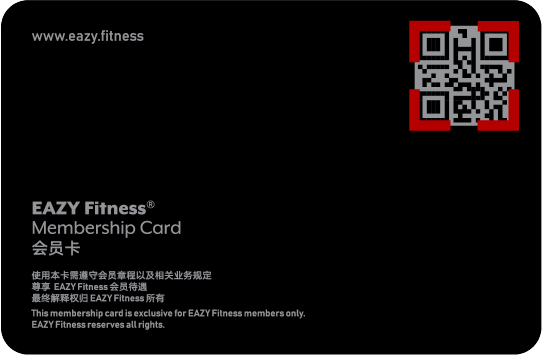 www.eazy.fitness
EAZY Fitness®
Membership Card
会员卡
使用本卡需遵守会员章程以及相关业务规定
尊享 EAZY Fitness 会员待遇
最终解释权归 EAZY Fitness 所有
This membership card is exclusive for EAZY Fitness members only.
EAZY Fitness reserves all rights.